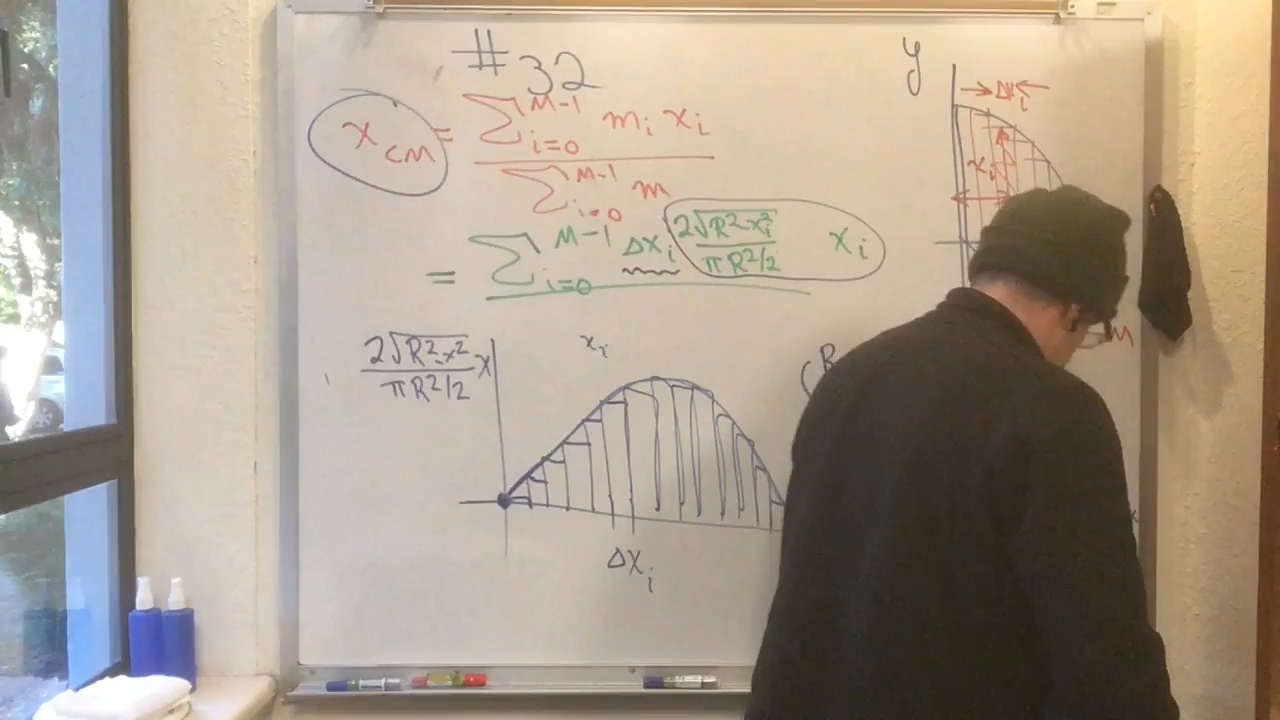 #32
x_CM = Σ_{i=0}^{M-1} m_i x_i
Σ_{i=0}^{M-1} m
= Σ_{i=0}^{M-1} Δx_i 2√R²-x_i² / πR²/2 x_i
2√R²-x² / πR²/2 x
x_i
ΔX_i
(R
y
→Δx_i←
x_i
M
x